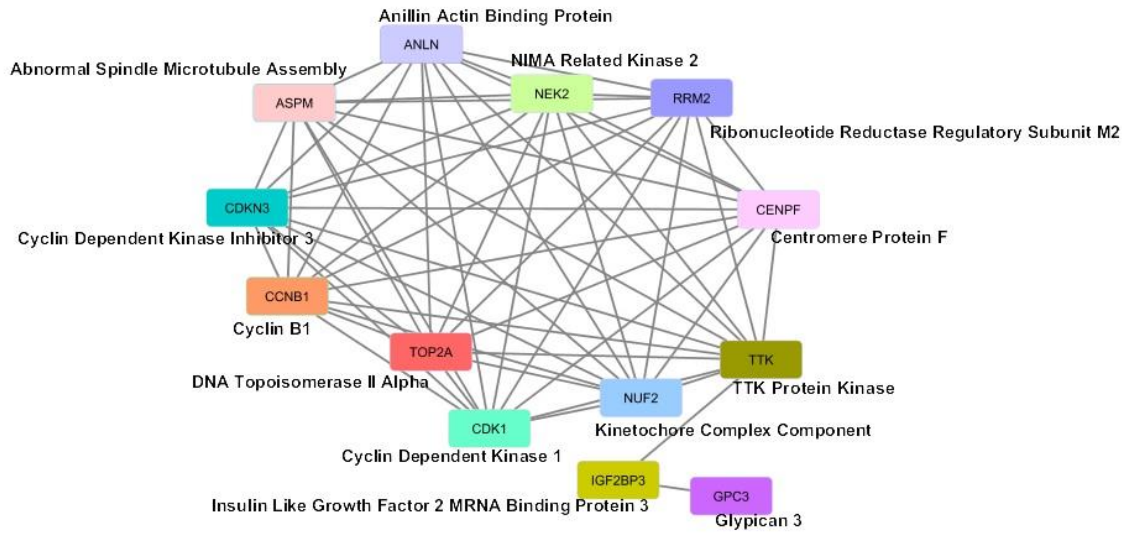 Anillin Actin Binding Protein
ANLN
NIMA Related Kinase 2
Abnormal Spindle Microtubule Assembly
NEK2
RRM2
ASPM
Ribonucleotide Reductase Regulatory Subunit M2
CDKN3
CENPF
Cyclin Dependent Kinase Inhibitor 3
Centromere Protein F
CCNB1
Cyclin B1
TOP2A
TTK
DNA Topoisomerase II Alpha
TTK Protein Kinase
NUF2
CDK1
Kinetochore Complex Component
Cyclin Dependent Kinase 1
IGF2BP3
GPC3
Insulin Like Growth Factor 2 MRNA Binding Protein 3
Glypican 3